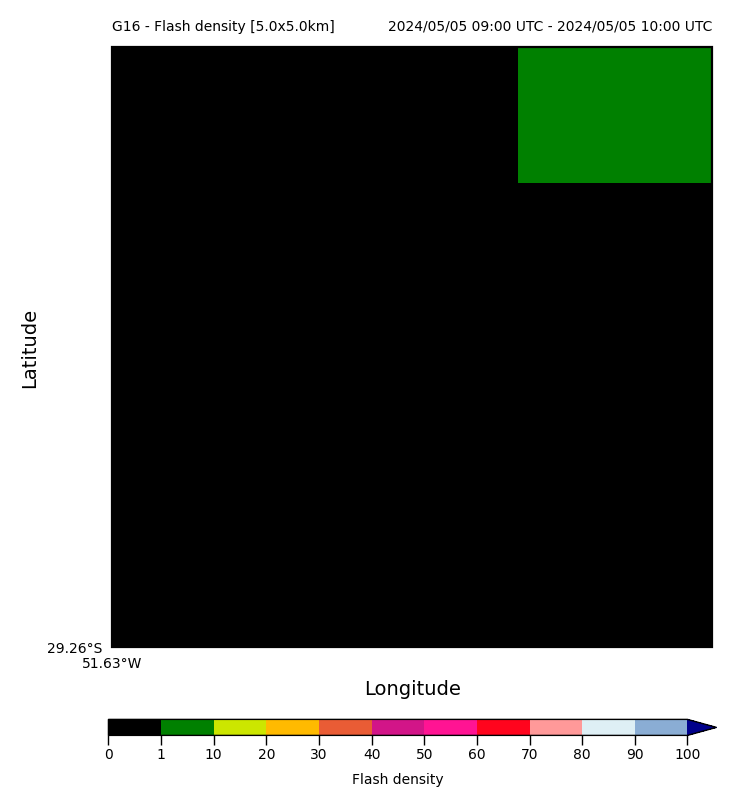 G16 - Flash density [5.0x5.0km] 2024/05/05 09:00 UTC - 2024/05/05 10:00 UTC
Latitude
29.26°S
51.63°W
Longitude
0 1 10 20 30 40 50 60 70 80 90 100
Flash density